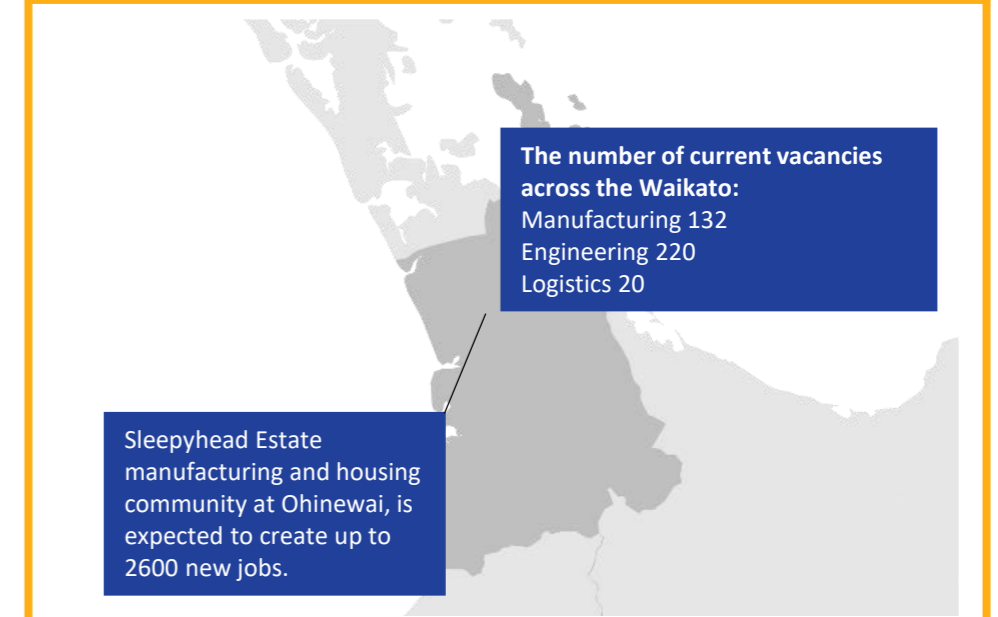 The number of current vacancies
across the Waikato:
Manufacturing 132
Engineering 220
Logistics 20
Sleepyhead Estate
manufacturing and housing
community at Ohinewai, is
expected to create up to
2600 new jobs.